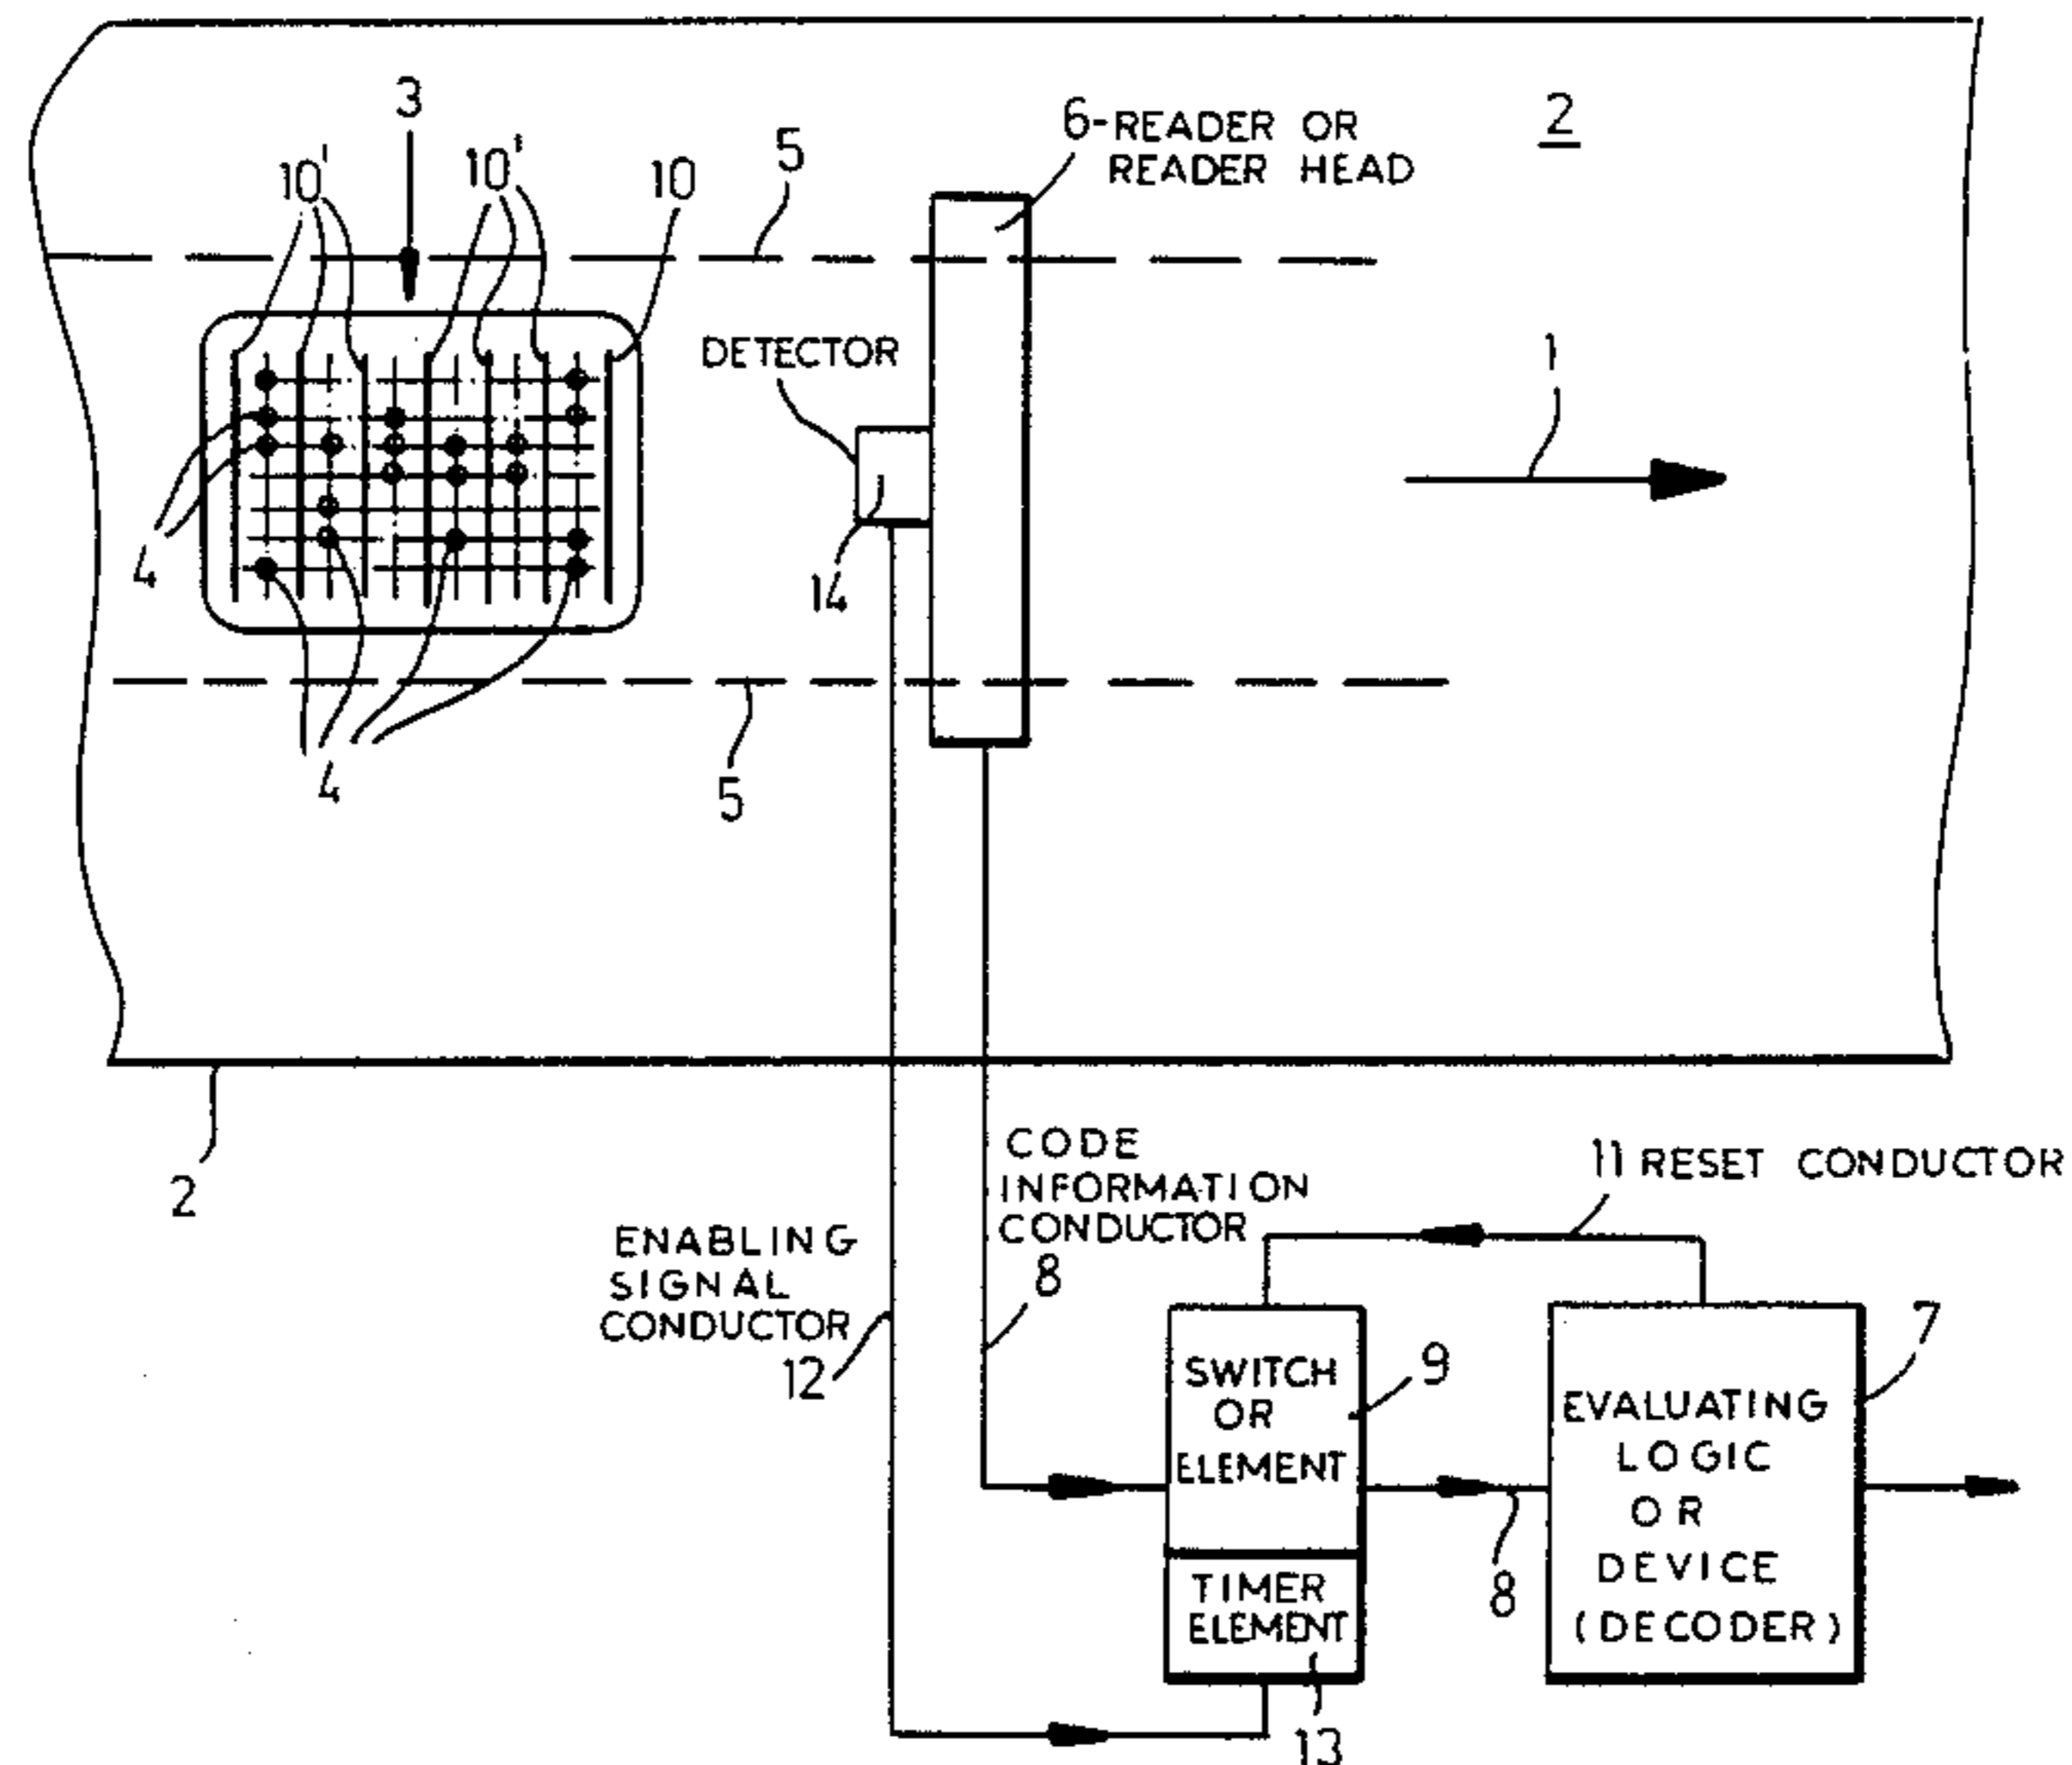 3
10'
10'
10
5
6-READER OR
READER HEAD
2
DETECTOR
1
4
14
4
5
2
CODE
INFORMATION
CONDUCTOR
8
11 RESET CONDUCTOR
ENABLING
SIGNAL
CONDUCTOR
12
SWITCH
OR
ELEMENT
9
EVALUATING
LOGIC
OR
DEVICE
(DECODER)
7
8
TIMER
ELEMENT
13